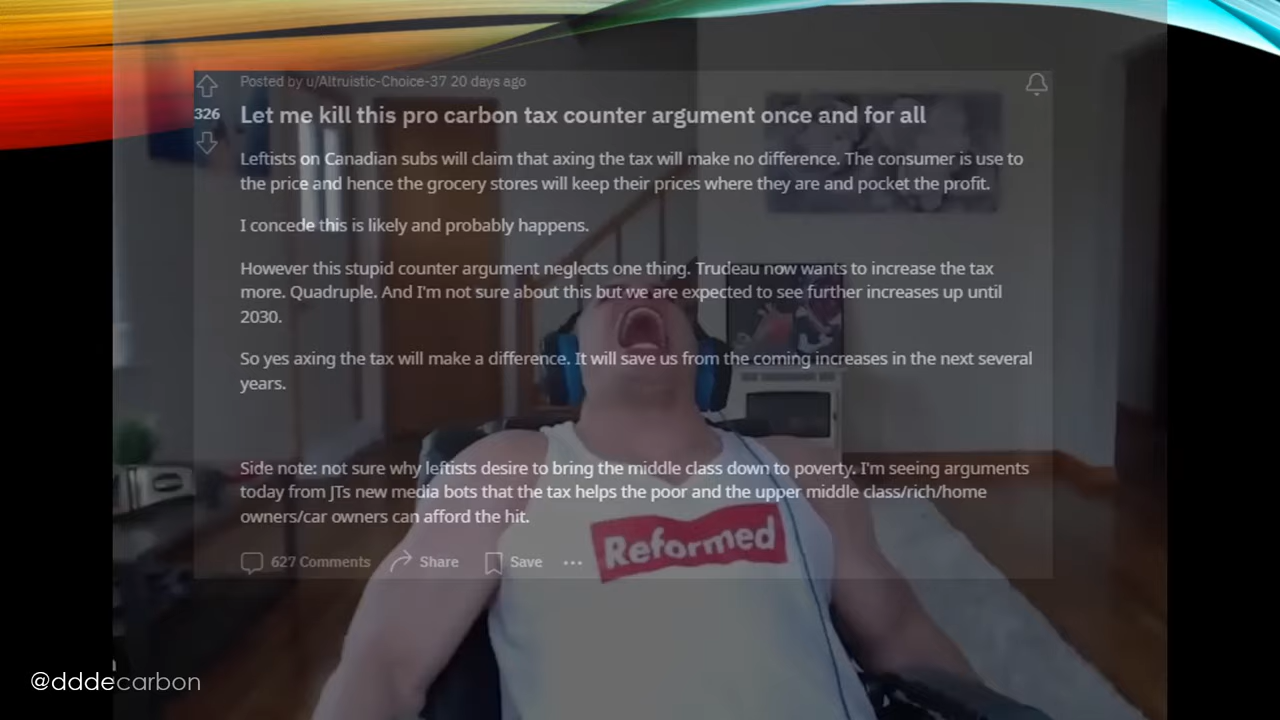 Posted by u/Altruistic-Choice-37 20 days ago
326
Let me kill this pro carbon tax counter argument once and for all
Leftists on Canadian subs will claim that axing the tax will make no difference. The consumer is use to
the price and hence the grocery stores will keep their prices where they are and pocket the profit.
I concede this is likely and probably happens.
However this stupid counter argument neglects one thing. Trudeau now wants to increase the tax
more. Quadruple. And I'm not sure about this but we are expected to see further increases up until
2030.
So yes axing the tax will make a difference. It will save us from the coming increases in the next several
years.
Side note: not sure why leftists desire to bring the middle class down to poverty. I'm seeing arguments
today from JTs new media bots that the tax helps the poor and the upper middle class/rich/home
owners/car owners can afford the hit.
627 Comments Share Save
Reformed
@dddecarbon